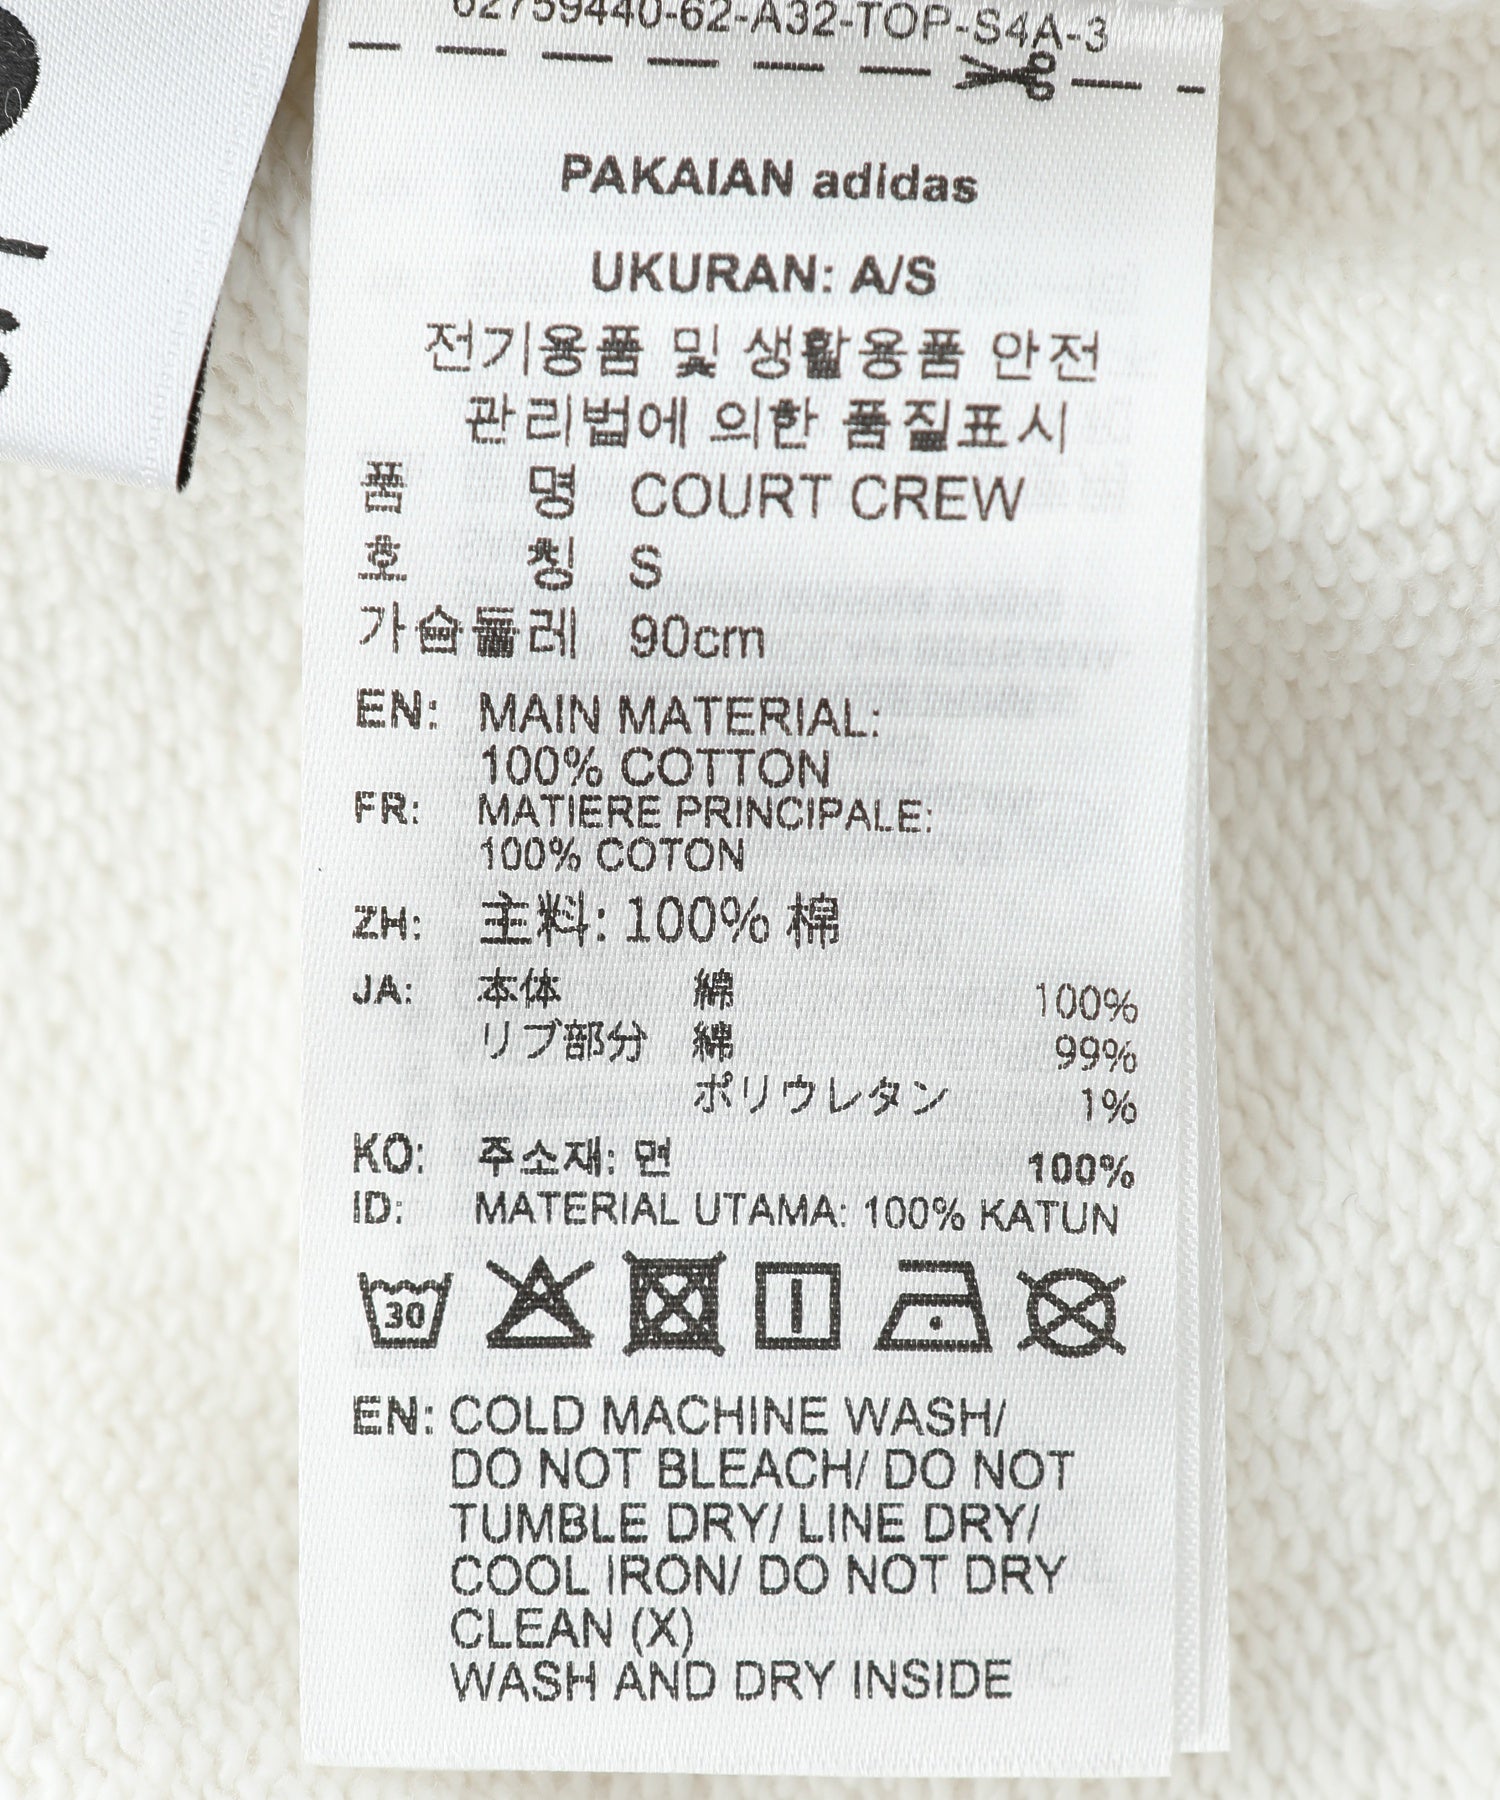 62759440-62-A32-TOP-S4A-3
PAKAIAN adidas
UKURAN: A/S
전기용품 및 생활용품 안전
관리법에 의한 품질표시
품 명 COURT CREW
호 칭 S
가슴둘레 90cm
EN: MAIN MATERIAL:
100% COTTON
FR: MATIERE PRINCIPALE:
100% COTON
ZH: 主料: 100% 棉
JA: 本体 綿 100%
リブ部分 綿 99%
ポリウレタン 1%
KO: 주소재: 면 100%
ID: MATERIAL UTAMA: 100% KATUN
30
EN: COLD MACHINE WASH/
DO NOT BLEACH/ DO NOT
TUMBLE DRY/ LINE DRY/
COOL IRON/ DO NOT DRY
CLEAN (X)
WASH AND DRY INSIDE